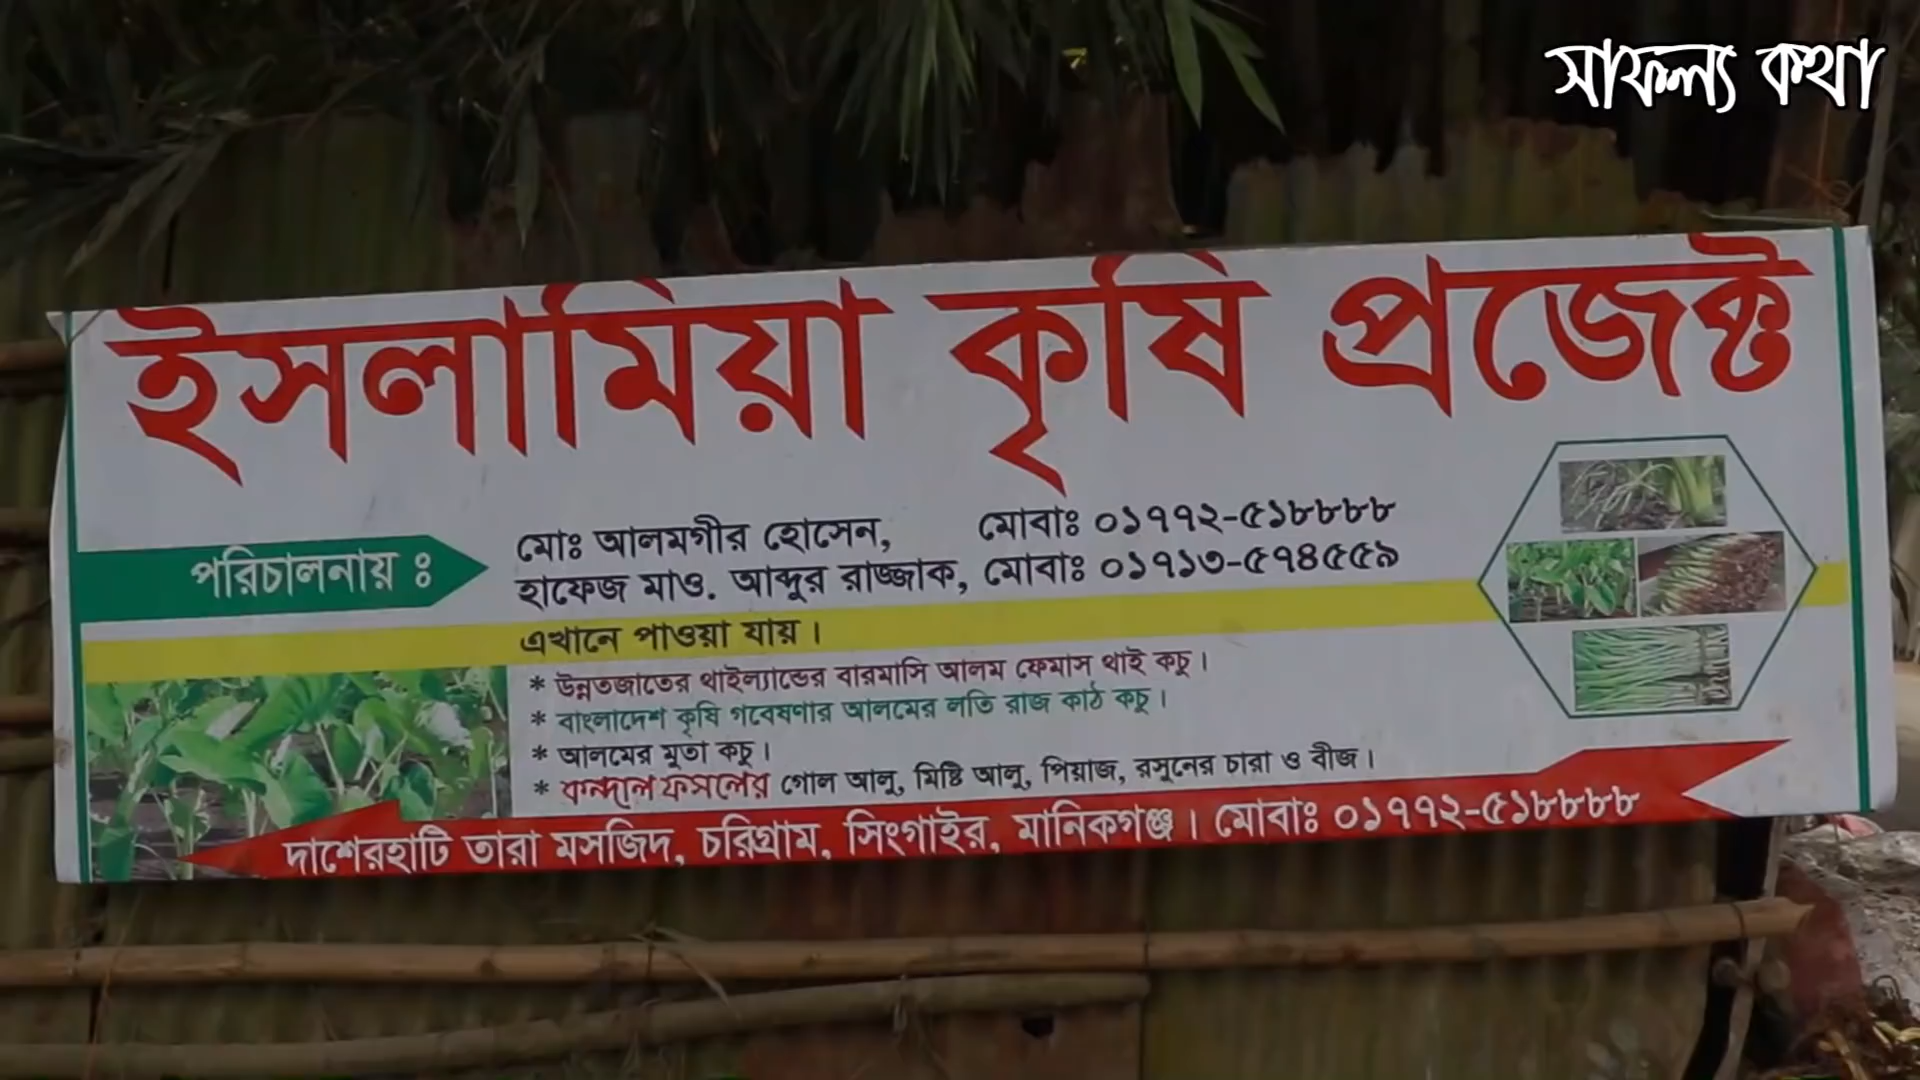 সাফল্য কথা
ইসলামিয়া কৃষি প্রজেক্ট
পরিচালনায় ঃ
মোঃ আলমগীর হোসেন, মোবাঃ ০১৭৭২-৫১৮৮৮৮
হাফেজ মাও. আব্দুর রাজ্জাক, মোবাঃ ০১৭১৩-৫৭৪৫৫৯
এখানে পাওয়া যায়।
* উন্নতজাতের থাইল্যান্ডের বারমাসি আলম ফেমাস থাই কচু।
* বাংলাদেশ কৃষি গবেষণার আলমের লতি রাজ কাঠ কচু।
* আলমের মুতা কচু।
* কন্দাল ফসলের গোল আলু, মিষ্টি আলু, পিয়াজ, রসুনের চারা ও বীজ।
দাশেরহাটি তারা মসজিদ, চরিগ্রাম, সিংগাইর, মানিকগঞ্জ। মোবাঃ ০১৭৭২-৫১৮৮৮৮